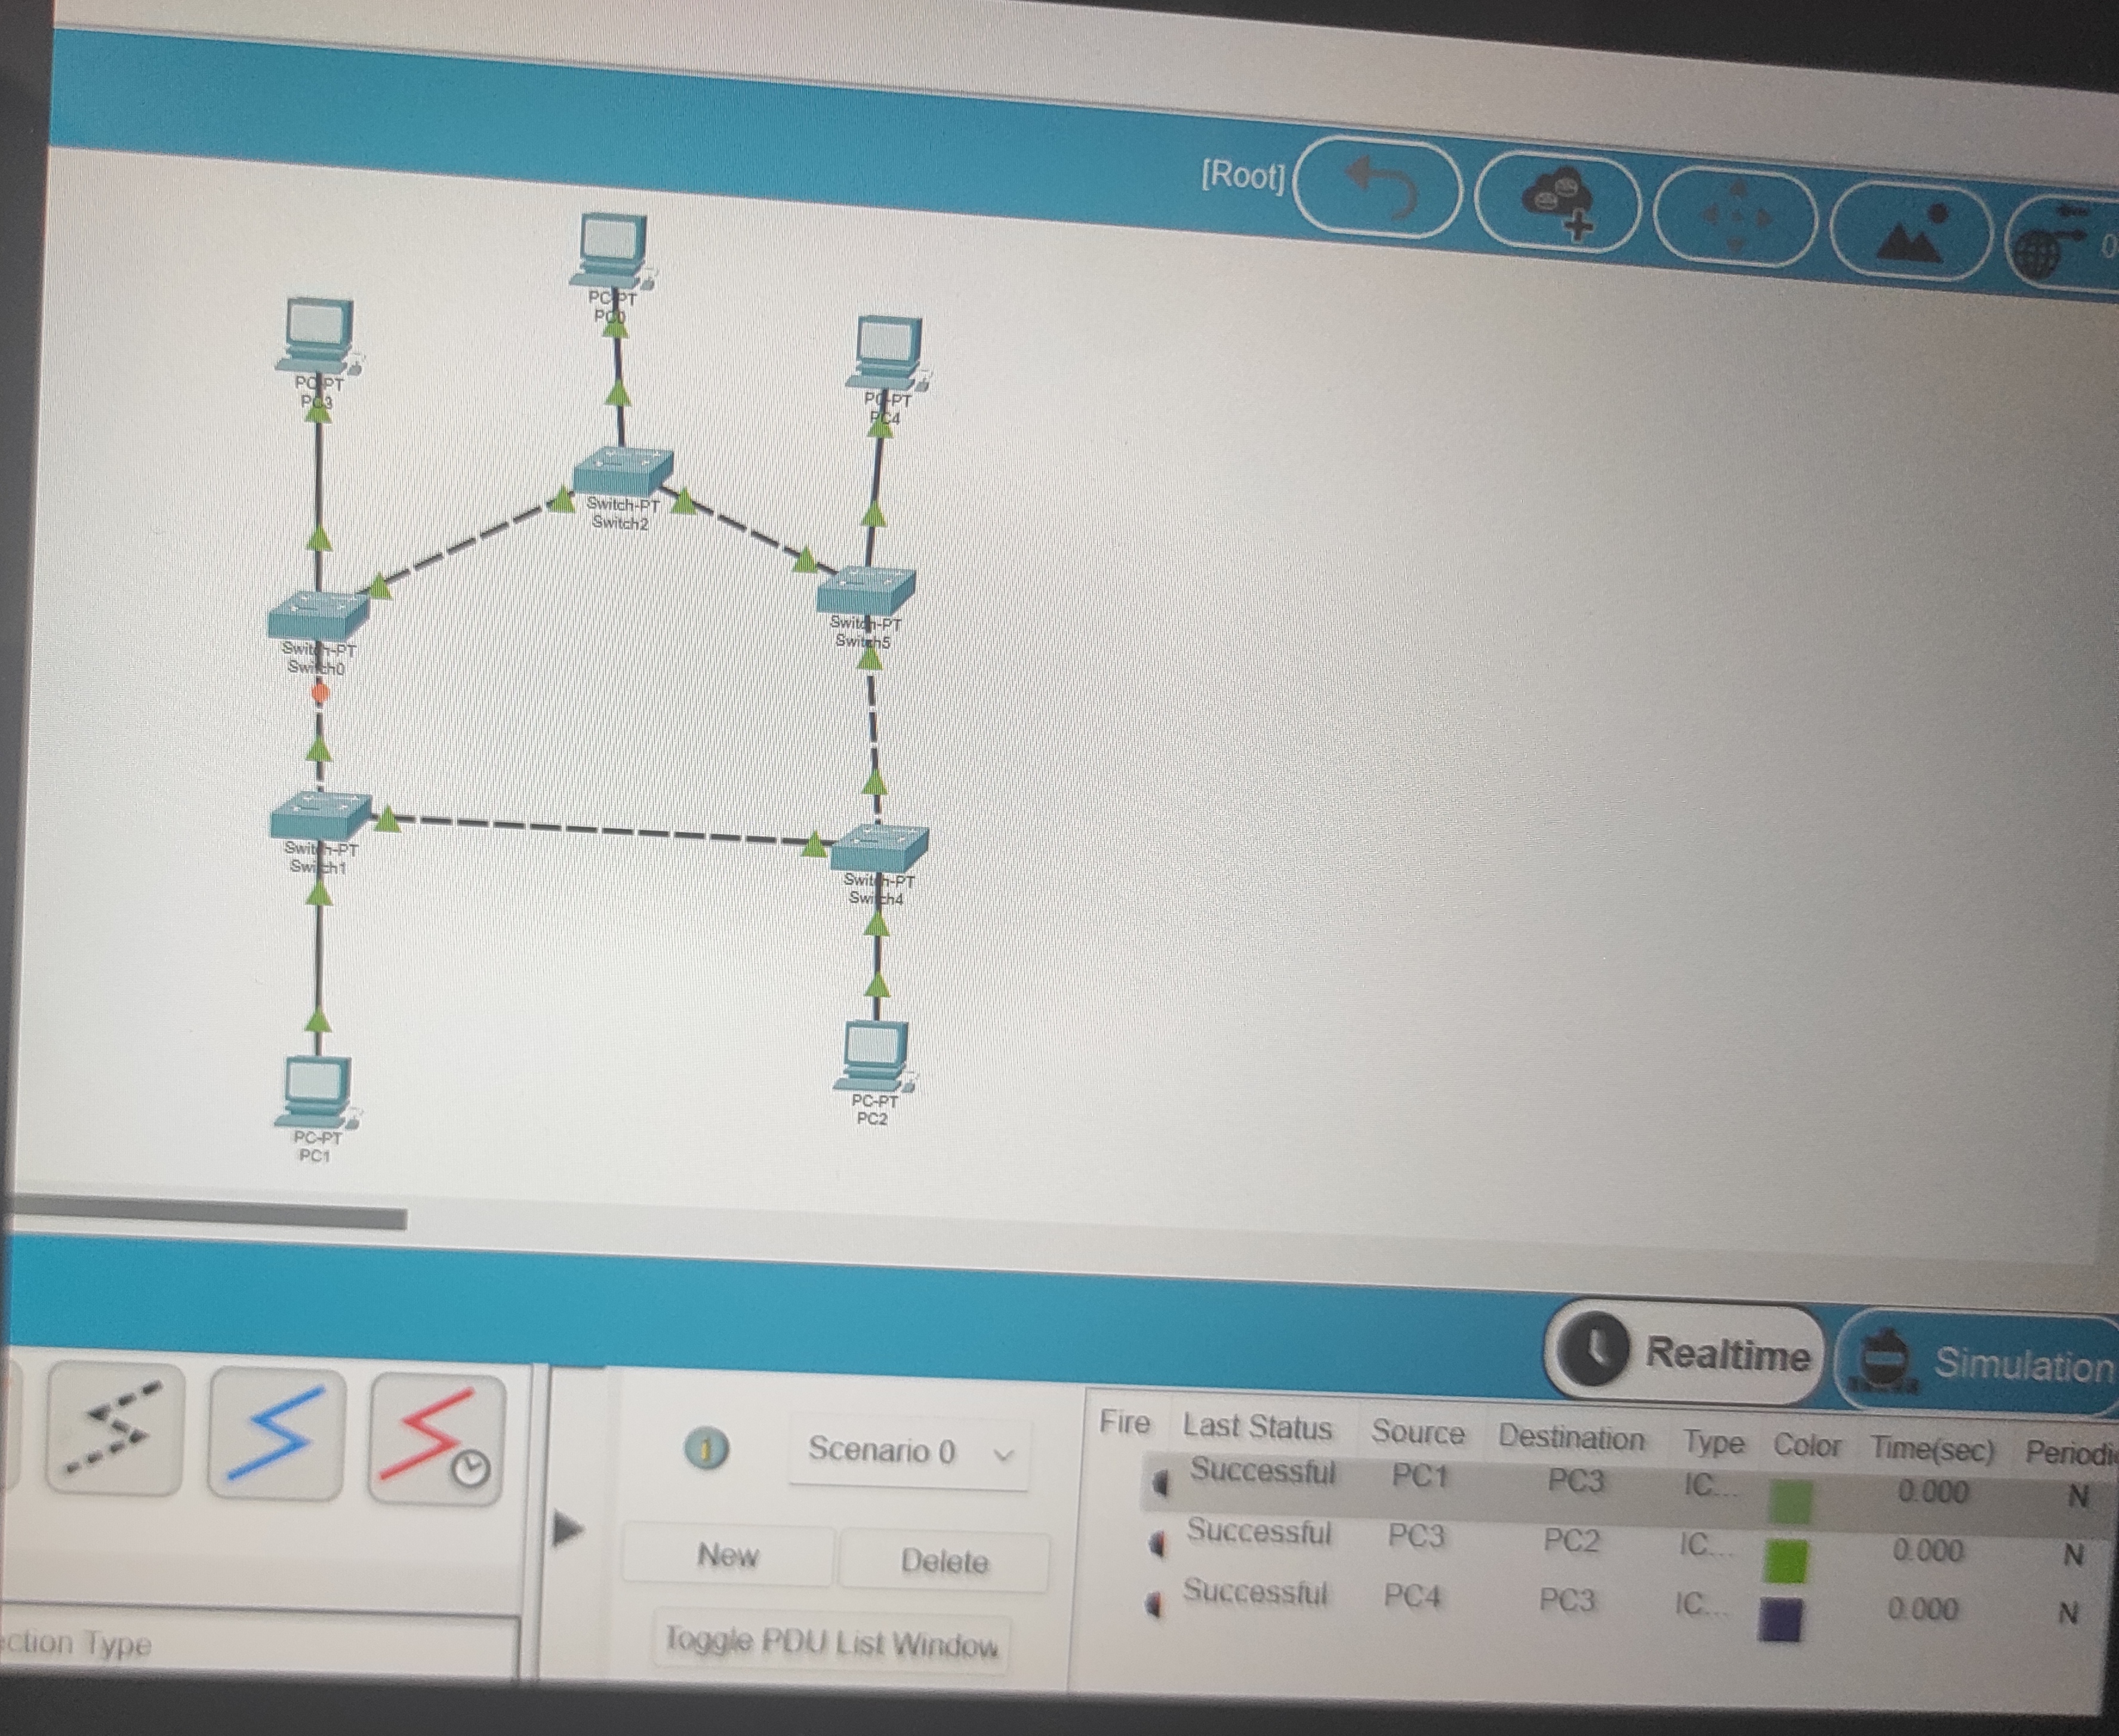 [Root]
PC-PT
PC0
PC-PT
PC3
PC-PT
PC4
Switch-PT
Switch2
Switch-PT
Switch5
Switch-PT
Switch0
Switch-PT
Switch1
Switch-PT
Switch4
PC-PT
PC2
PC-PT
PC1
Realtime
Simulation
Scenario 0
New
Delete
Toggle PDU List Window
ction Type
Fire Last Status Source Destination Type Color Time(sec) Periodi
Successful PC1 PC3 IC... 0.000 N
Successful PC3 PC2 IC... 0.000 N
Successful PC4 PC3 IC... 0.000 N